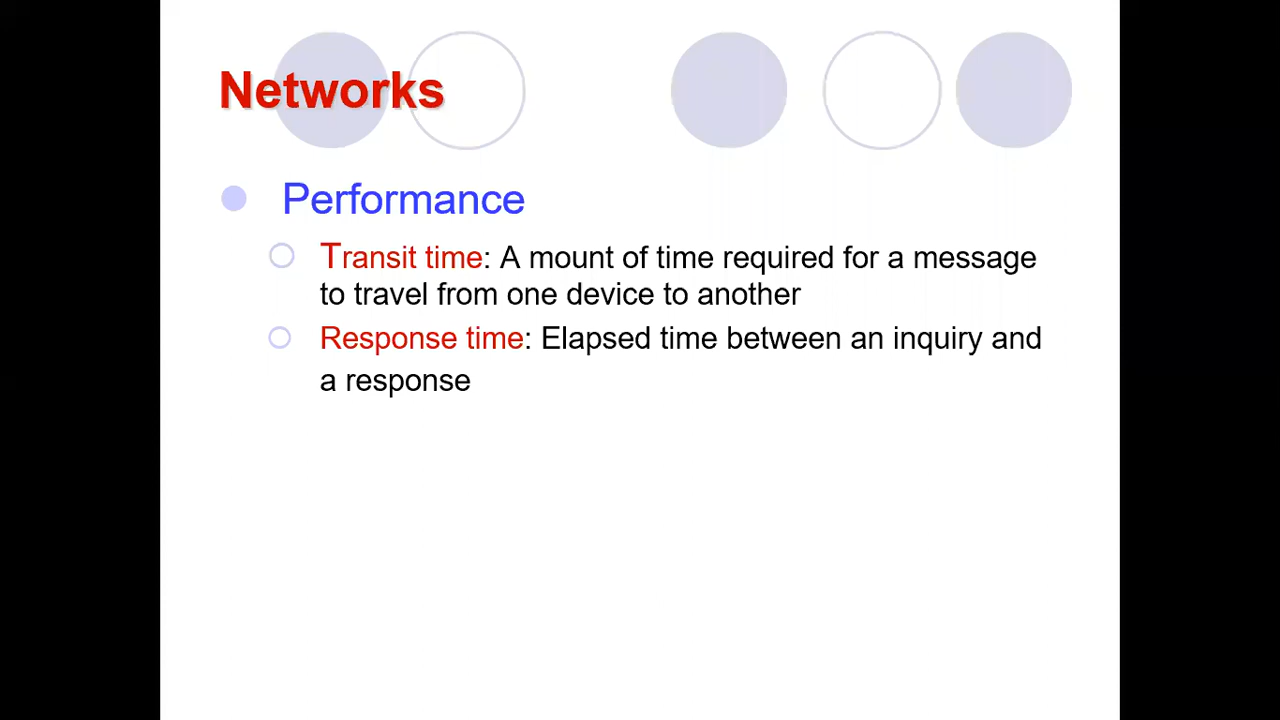 Networks
Performance
Transit time: A mount of time required for a message
to travel from one device to another
Response time: Elapsed time between an inquiry and
a response